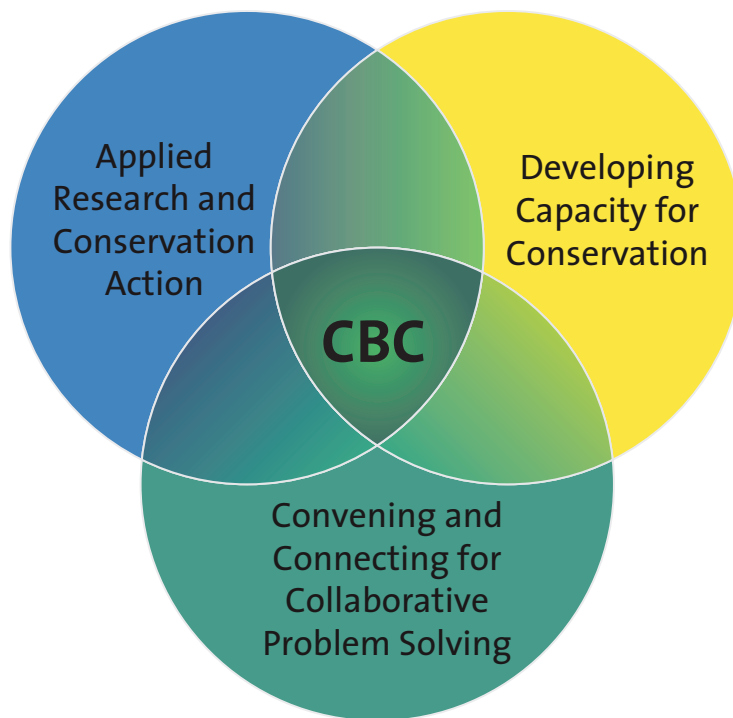 Applied
Research and
Conservation
Action
Developing
Capacity for
Conservation
CBC
Convening and
Connecting for
Collaborative
Problem Solving